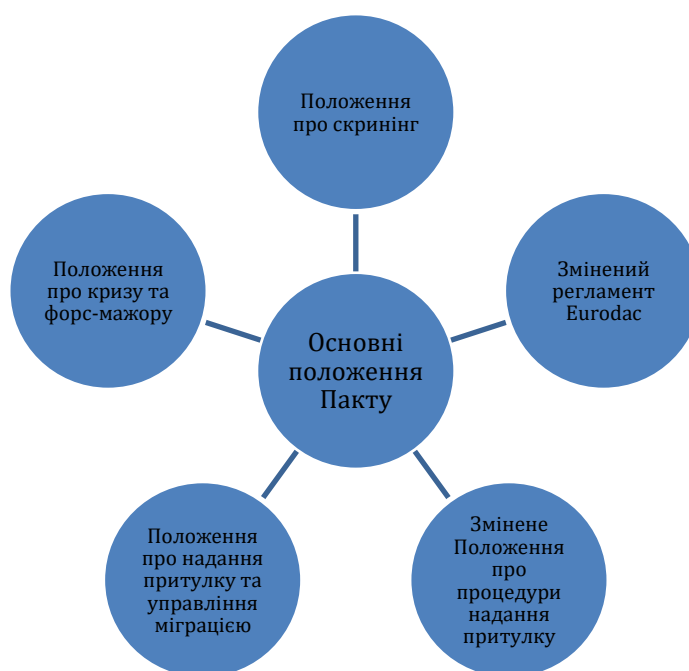 Положення
про скринінг
Змінений
регламент
Eurodac
Змінене
Положення
про
процедури
надання
притулку
Положення
про надання
притулку та
управління
міграцією
Положення
про кризу та
форс-мажору
Основні
положення
Пакту